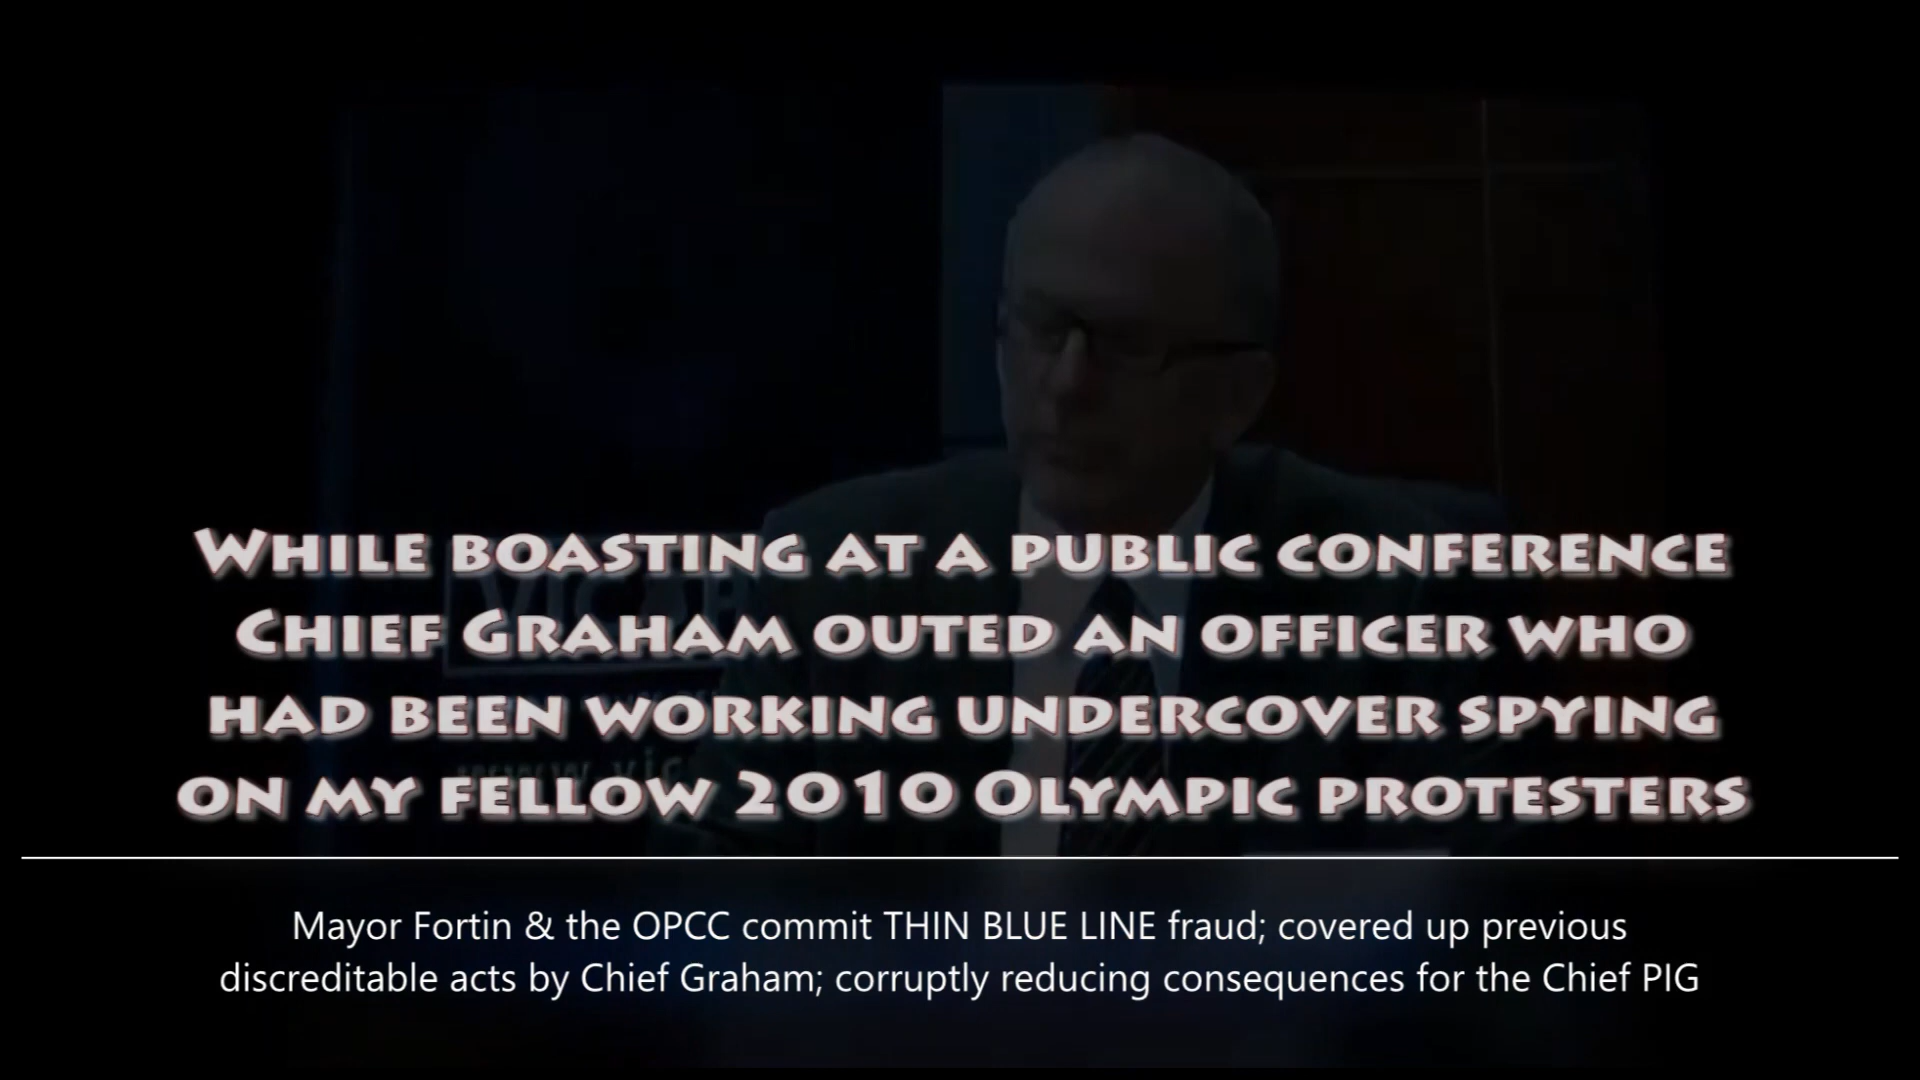 While boasting at a public conference
Chief Graham outed an officer who
had been working undercover spying
on my fellow 2010 Olympic protesters
Mayor Fortin & the OPCC commit THIN BLUE LINE fraud; covered up previous
discreditable acts by Chief Graham; corruptly reducing consequences for the Chief PIG